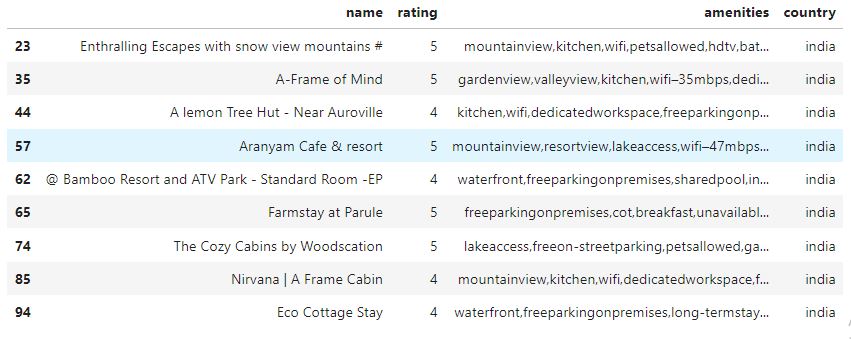 name rating amenities country
23 Enthralling Escapes with snow view mountains # 5 mountainview,kitchen,wifi,petsallowed,hdtv,bat... india
35 A-Frame of Mind 5 gardenview,valleyview,kitchen,wifi–35mbps,dedi... india
44 A lemon Tree Hut - Near Auroville 4 kitchen,wifi,dedicatedworkspace,freeparkingonp... india
57 Aranyam Cafe & resort 5 mountainview,resortview,lakeaccess,wifi–47mbps... india
62 @ Bamboo Resort and ATV Park - Standard Room -EP 4 waterfront,freeparkingonpremises,sharedpool,in... india
65 Farmstay at Parule 5 freeparkingonpremises,cot,breakfast,unavailabl... india
74 The Cozy Cabins by Woodscation 5 lakeaccess,freeon-streetparking,petsallowed,ga... india
85 Nirvana | A Frame Cabin 4 mountainview,kitchen,wifi,dedicatedworkspace,f... india
94 Eco Cottage Stay 4 waterfront,freeparkingonpremises,long-termstay... india